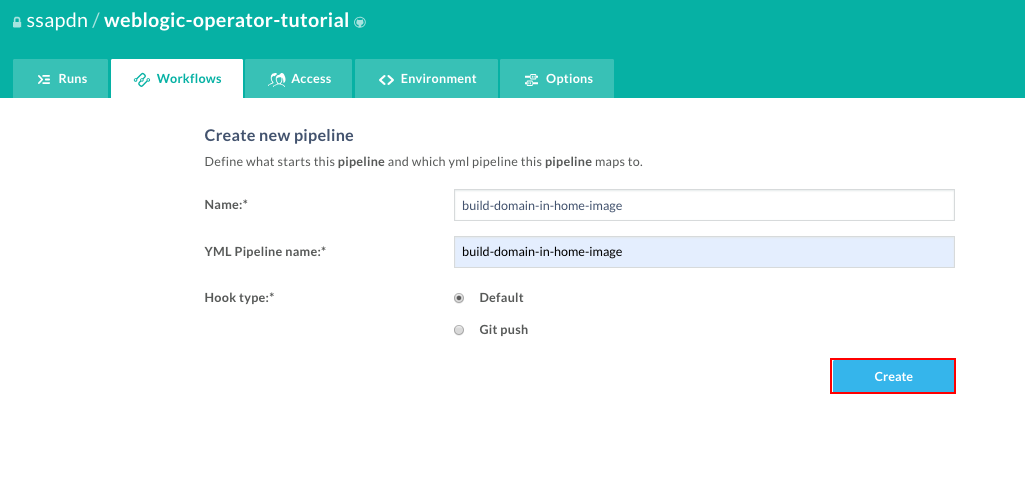 ssapdn / weblogic-operator-tutorial
Runs Workflows Access Environment Options
Create new pipeline
Define what starts this pipeline and which yml pipeline this pipeline maps to.
Name:* build-domain-in-home-image
YML Pipeline name:* build-domain-in-home-image
Hook type:* Default
Git push
Create